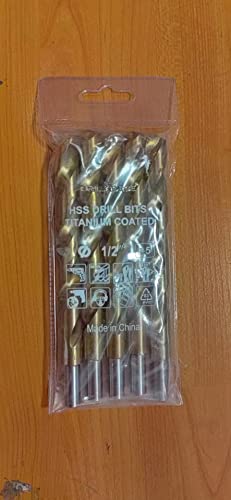 HSS DRILL BITS
TITANIUM COATED
1/2"
Made in China